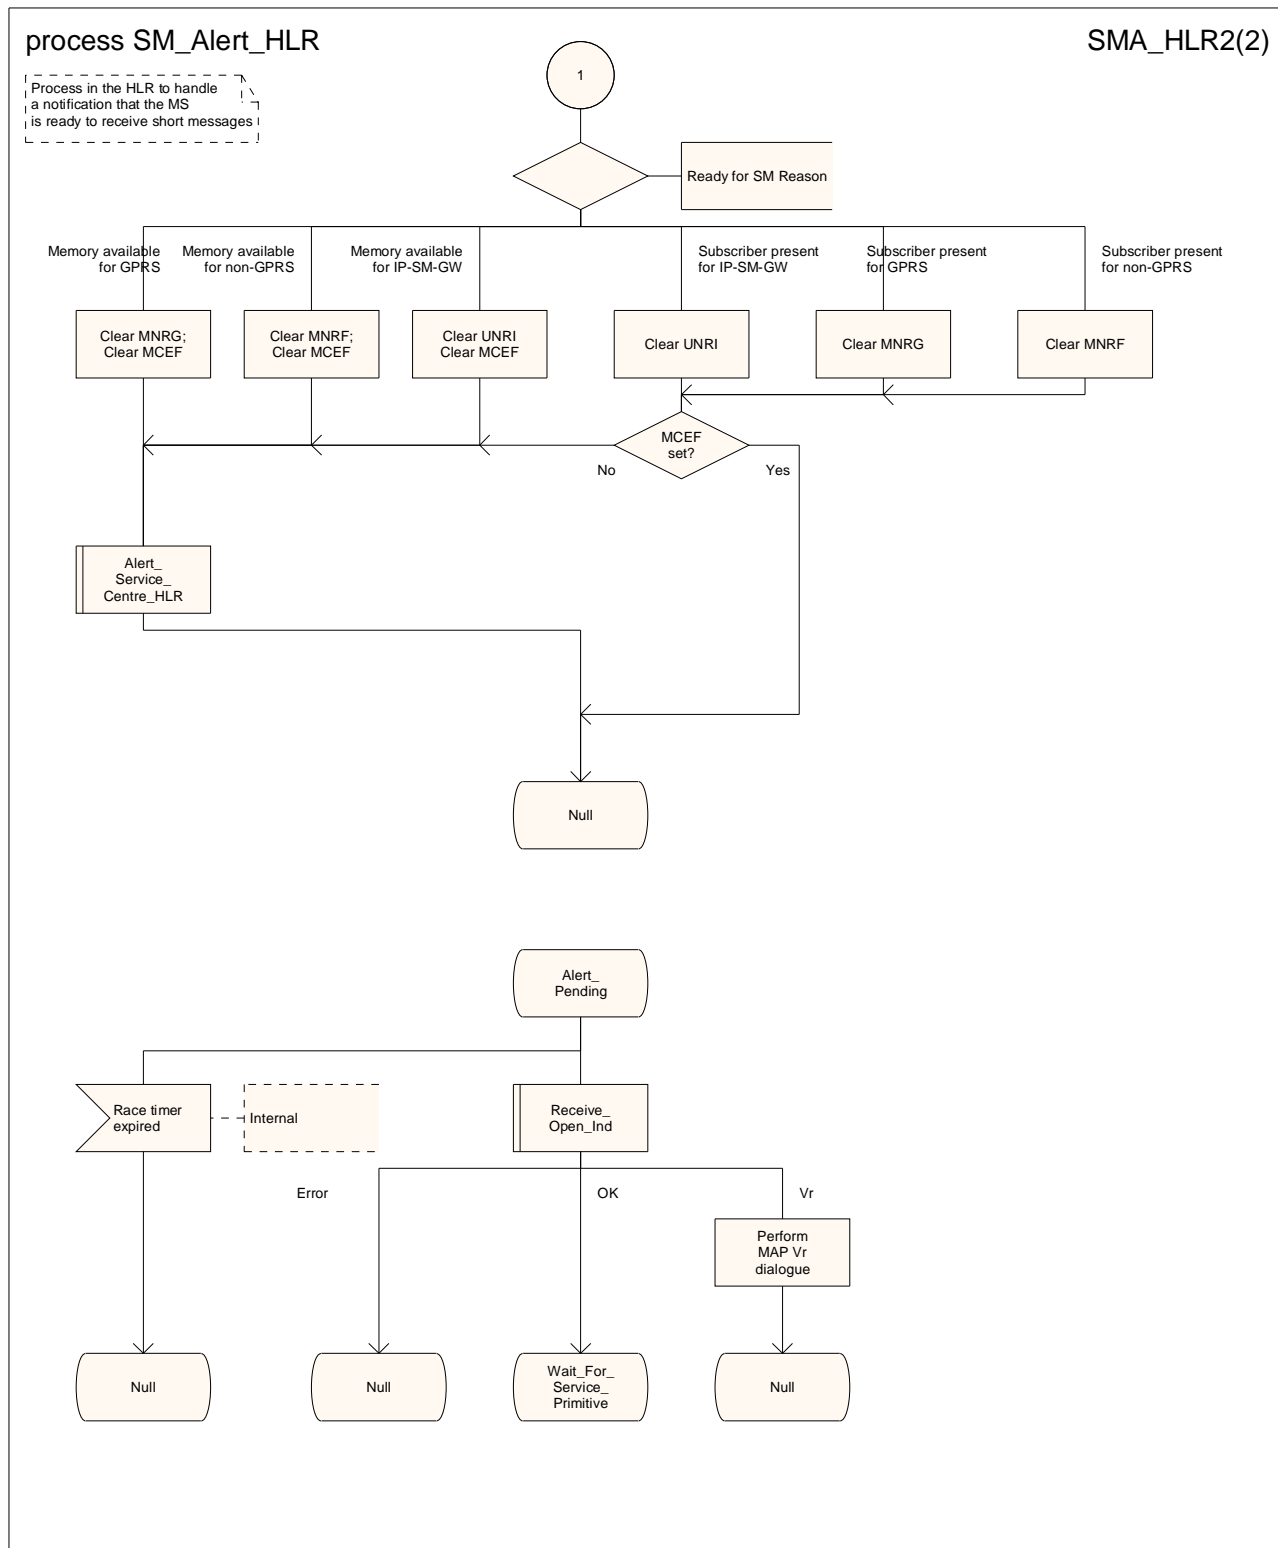 process SM_Alert_HLR
SMA_HLR2(2)
Process in the HLR to handle
a notification that the MS
is ready to receive short messages
1
Ready for SM Reason
Memory available
for GPRS
Memory available
for non-GPRS
Memory available
for IP-SM-GW
Subscriber present
for IP-SM-GW
Subscriber present
for GPRS
Subscriber present
for non-GPRS
Clear MNRG;
Clear MCEF
Clear MNRF;
Clear MCEF
Clear UNRI
Clear MCEF
Clear UNRI
Clear MNRG
Clear MNRF
MCEF
set?
No
Yes
Alert_
Service_
Centre_HLR
Null
Alert_
Pending
Race timer
expired
Internal
Receive_
Open_Ind
Error
OK
Vr
Perform
MAP Vr
dialogue
Null
Null
Wait_For_
Service_
Primitive
Null